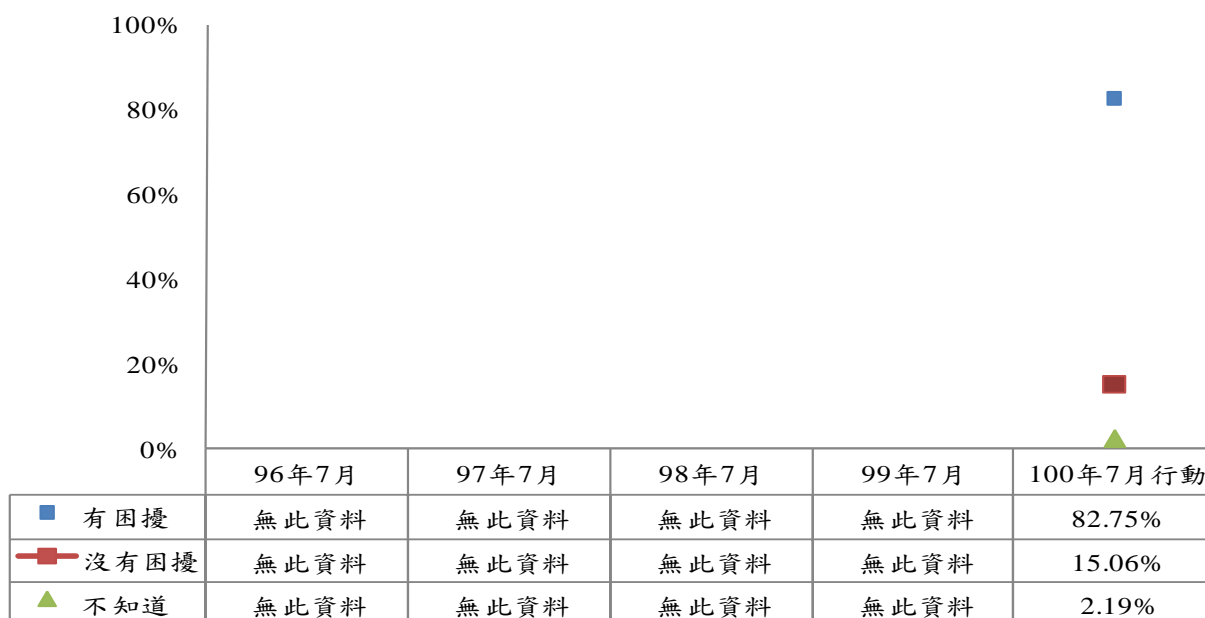 100%
80%
60%
40%
20%
0%
96年7月 97年7月 98年7月 99年7月 100年7月行動
有困擾 無此資料 無此資料 無此資料 無此資料 82.75%
沒有困擾 無此資料 無此資料 無此資料 無此資料 15.06%
不知道 無此資料 無此資料 無此資料 無此資料 2.19%